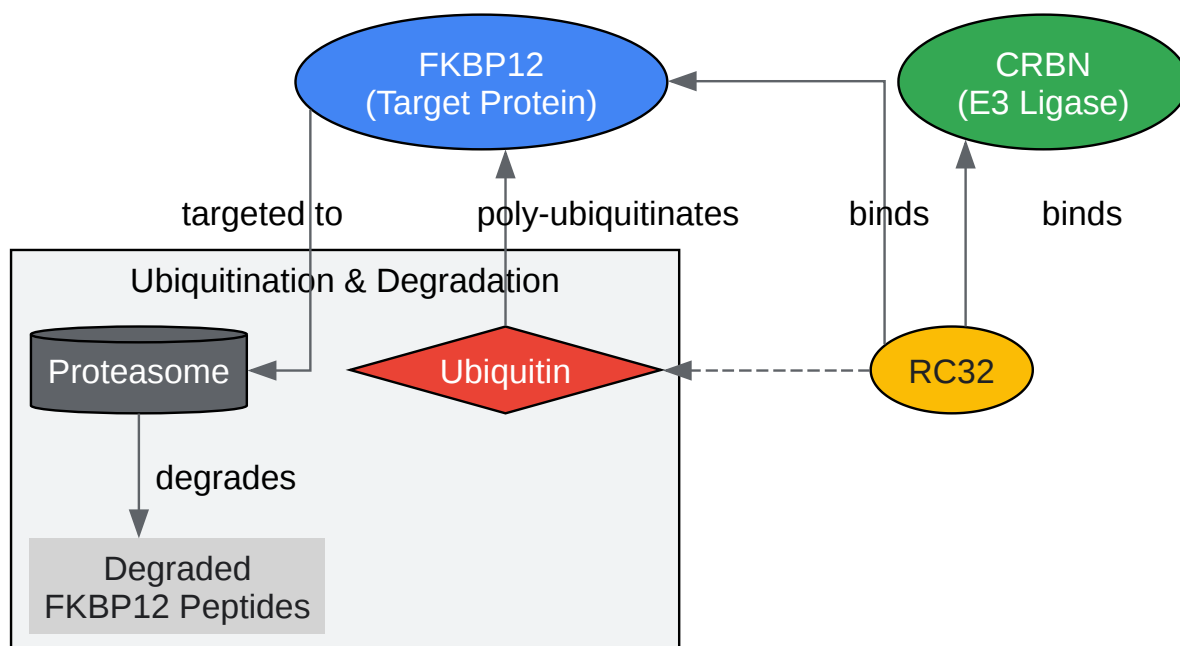 FKBP12
(Target Protein)
CRBN
(E3 Ligase)
targeted to
poly-ubiquitinates
binds
binds
Ubiquitination & Degradation
Proteasome
Ubiquitin
RC32
degrades
Degraded
FKBP12 Peptides